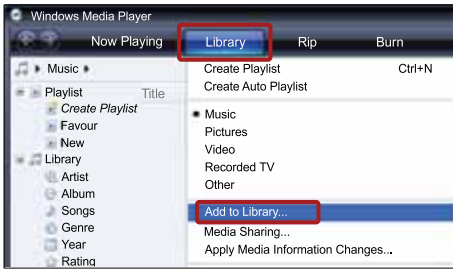 Windows Media Player
Now Playing Library Rip Burn
Music
Playlist Title
Create Playlist
Favour
New
Library
Artist
Album
Songs
Genre
Year
Rating
Create Playlist Ctrl+N
Create Auto Playlist
Music
Pictures
Video
Recorded TV
Other
Add to Library...
Media Sharing...
Apply Media Information Changes...